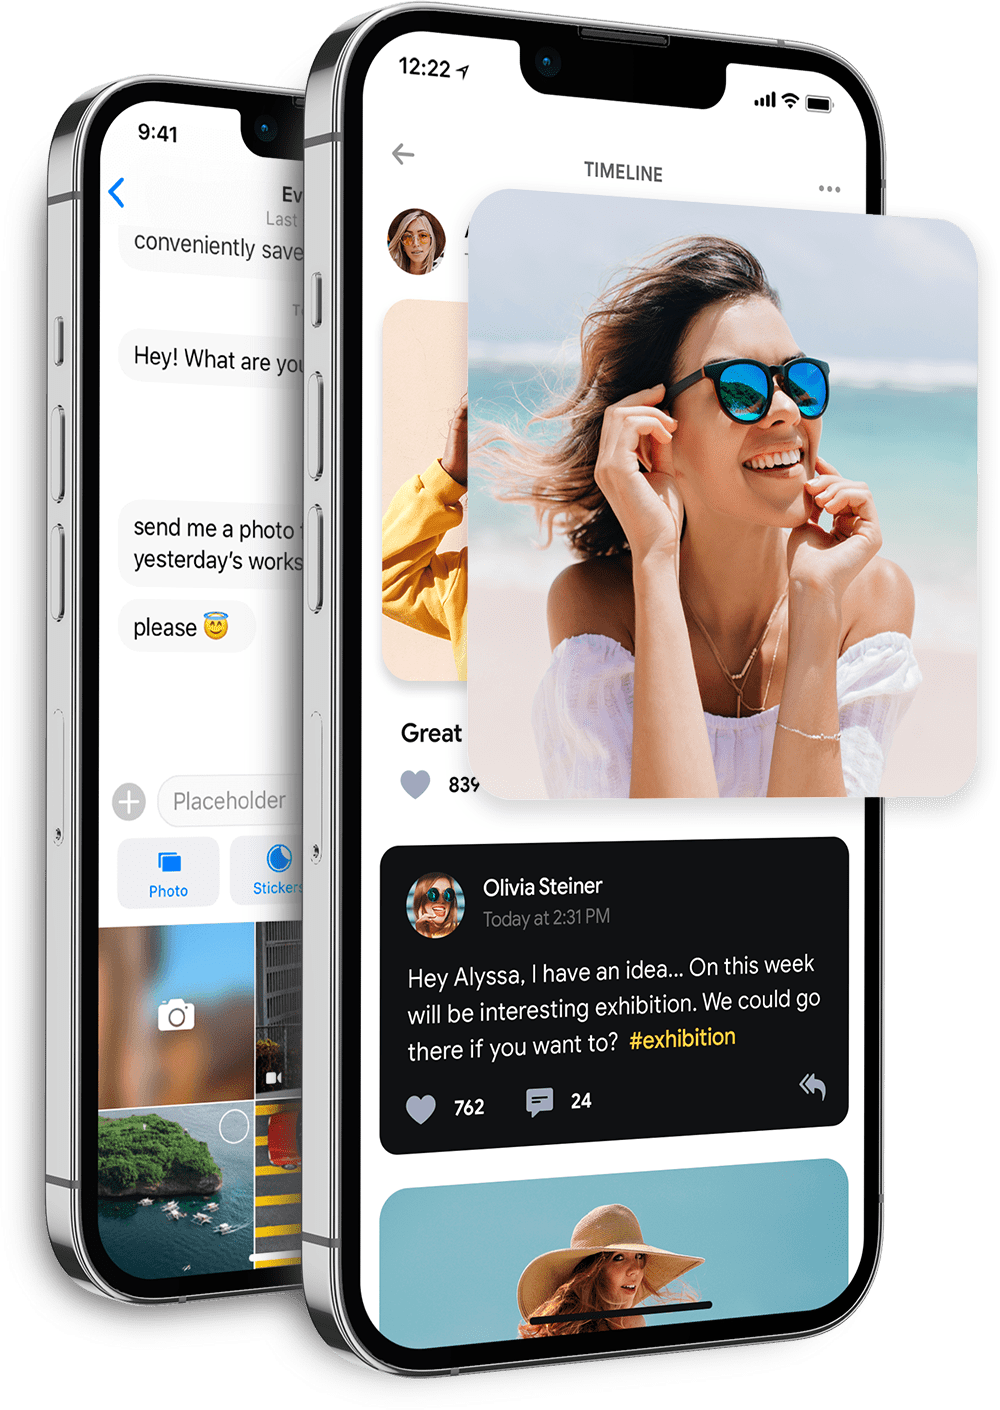 9:41
Last
conveniently save
Hey! What are you
send me a photo
yesterday's works
please
Placeholder
Photo
Stickers
12:22
TIMELINE
Great
839
Olivia Steiner
Today at 2:31 PM
Hey Alyssa, I have an idea... On this week
will be interesting exhibition. We could go
there if you want to? #exhibition
762
24